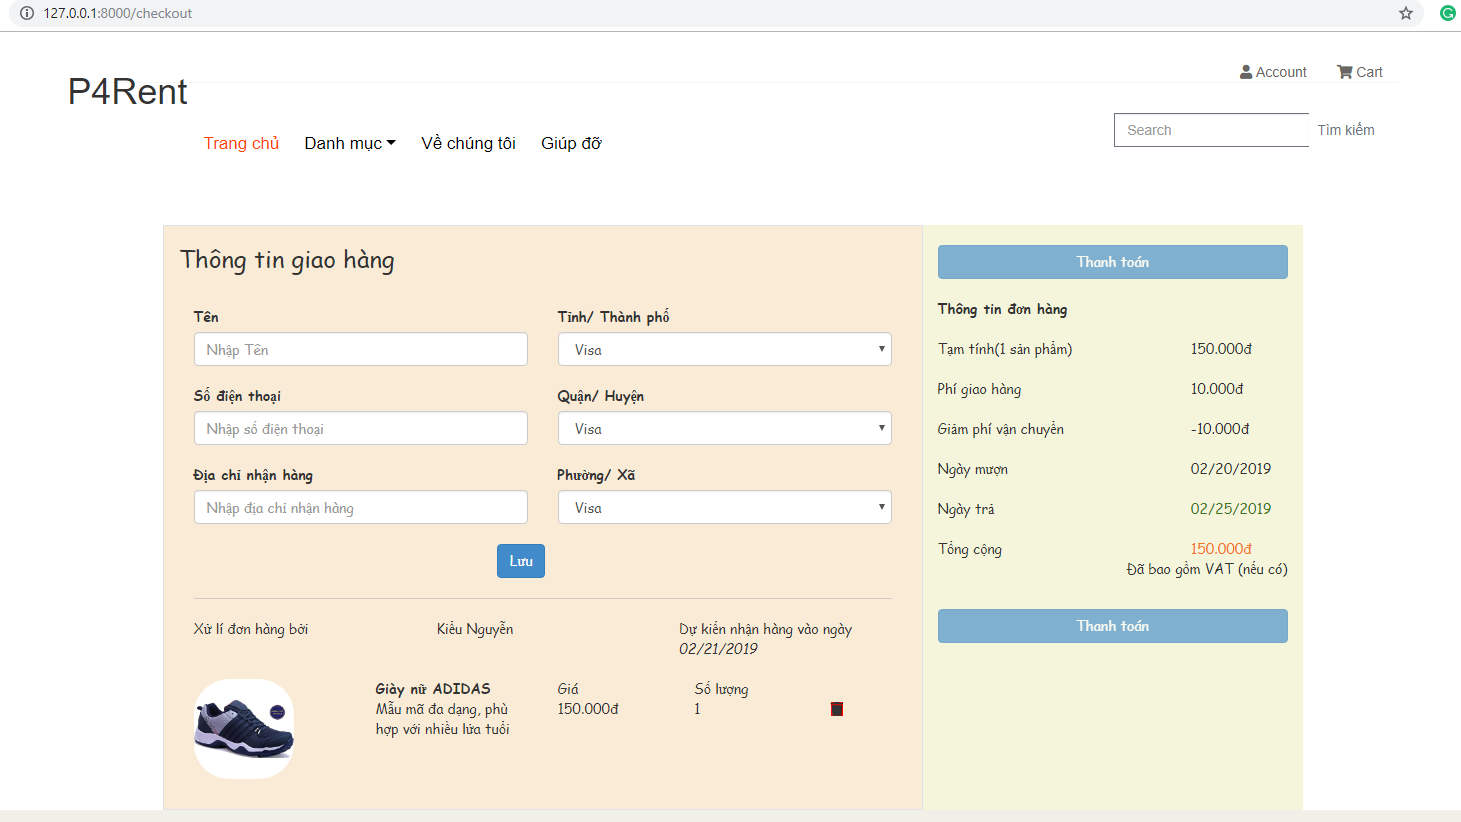 127.0.0.1:8000/checkout
Account
Cart
P4Rent
Trang chủ
Danh mục
Về chúng tôi
Giúp đỡ
Search
Tìm kiếm
Thông tin giao hàng
Tên
Tỉnh/ Thành phố
Nhập Tên
Visa
Số điện thoại
Quận/ Huyện
Nhập số điện thoại
Visa
Địa chỉ nhận hàng
Phường/ Xã
Nhập địa chỉ nhận hàng
Visa
Lưu
Xử lí đơn hàng bởi
Kiều Nguyễn
Dự kiến nhận hàng vào ngày
02/21/2019
Giày nữ ADIDAS
Mẫu mã đa dạng, phù
hợp với nhiều lứa tuổi
Giá
150.000đ
Số lượng
1
Thanh toán
Thông tin đơn hàng
Tạm tính(1 sản phẩm)
150.000đ
Phí giao hàng
10.000đ
Giảm phí vận chuyển
-10.000đ
Ngày mượn
02/20/2019
Ngày trả
02/25/2019
Tổng cộng
150.000đ
Đã bao gồm VAT (nếu có)
Thanh toán